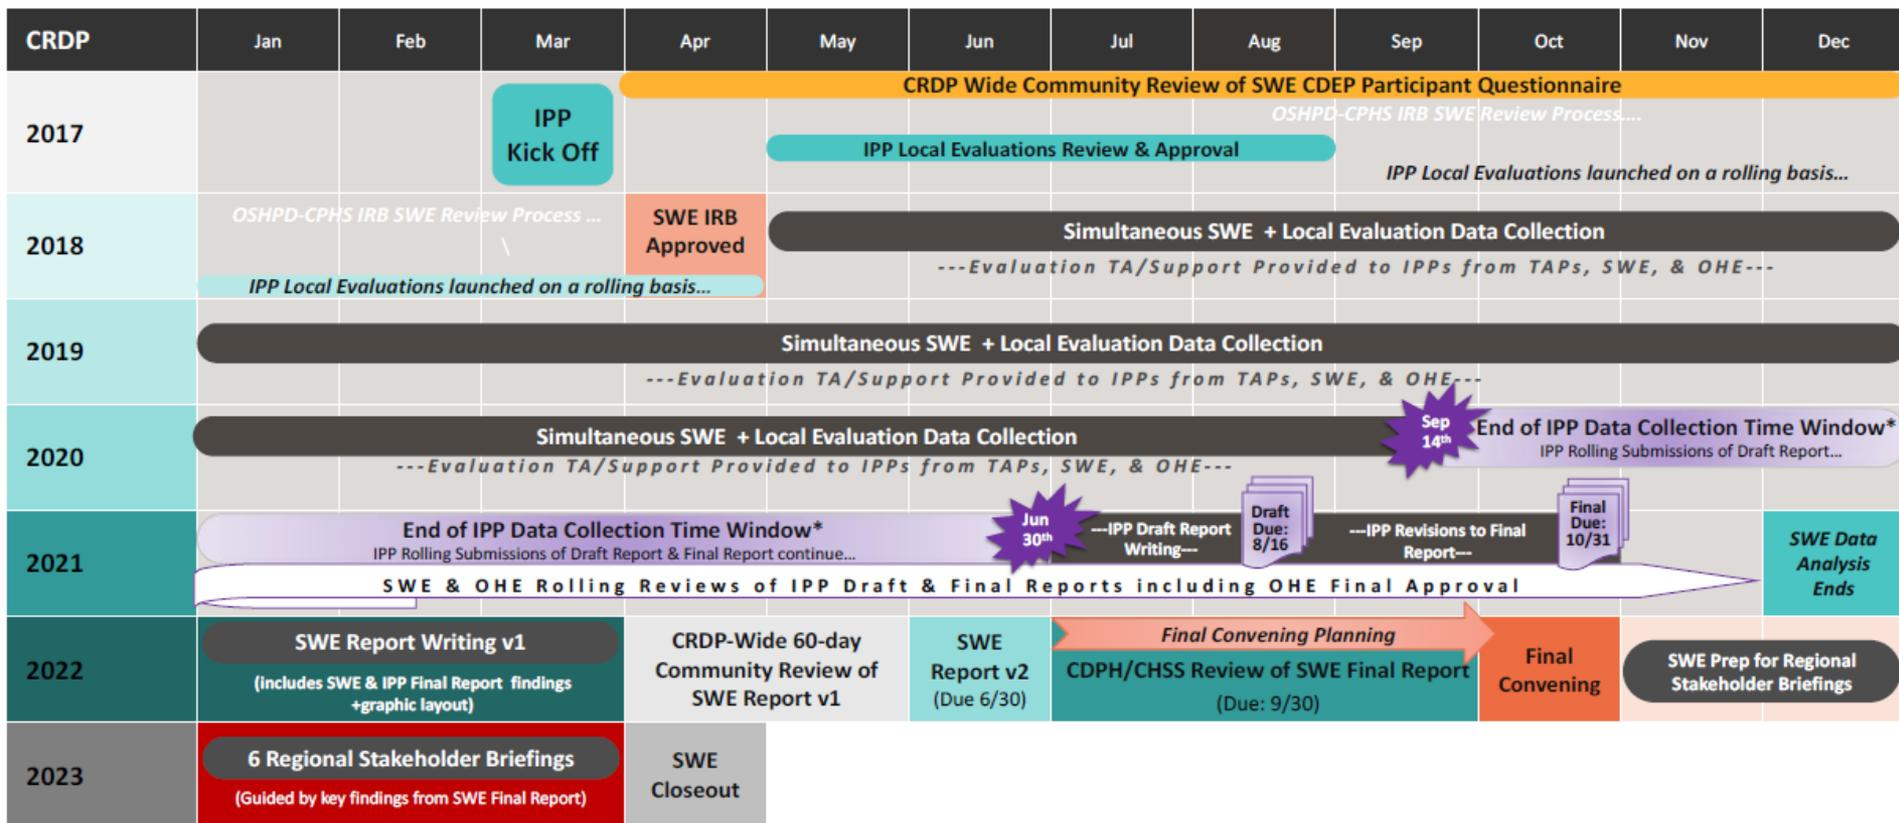 CRDP Jan Feb Mar Apr May Jun Jul Aug Sep Oct Nov Dec
2017
IPP
Kick Off
CRDP Wide Community Review of SWE CDEP Participant Questionnaire
OSHPD-CPHS IRB SWE Review Process....
IPP Local Evaluations Review & Approval
IPP Local Evaluations launched on a rolling basis...
2018
OSHPD-CPHS IRB SWE Review Process ...
\
IPP Local Evaluations launched on a rolling basis...
SWE IRB
Approved
Simultaneous SWE + Local Evaluation Data Collection
---Evaluation TA/Support Provided to IPPs from TAPs, SWE, & OHE---
2019
Simultaneous SWE + Local Evaluation Data Collection
---Evaluation TA/Support Provided to IPPs from TAPs, SWE, & OHE---
2020
Simultaneous SWE + Local Evaluation Data Collection
---Evaluation TA/Support Provided to IPPs from TAPs, SWE, & OHE---
Sep
14th
End of IPP Data Collection Time Window*
IPP Rolling Submissions of Draft Report...
2021
End of IPP Data Collection Time Window*
IPP Rolling Submissions of Draft Report & Final Report continue...
Jun
30th
---IPP Draft Report
Writing---
Draft
Due:
8/16
---IPP Revisions to Final
Report---
Final
Due:
10/31
SWE & OHE Rolling Reviews of IPP Draft & Final Reports including OHE Final Approval
SWE Data
Analysis
Ends
2022
SWE Report Writing v1
(includes SWE & IPP Final Report findings
+graphic layout)
CRDP-Wide 60-day
Community Review of
SWE Report v1
SWE
Report v2
(Due 6/30)
Final Convening Planning
CDPH/CHSS Review of SWE Final Report
(Due: 9/30)
Final
Convening
SWE Prep for Regional
Stakeholder Briefings
2023
6 Regional Stakeholder Briefings
(Guided by key findings from SWE Final Report)
SWE
Closeout